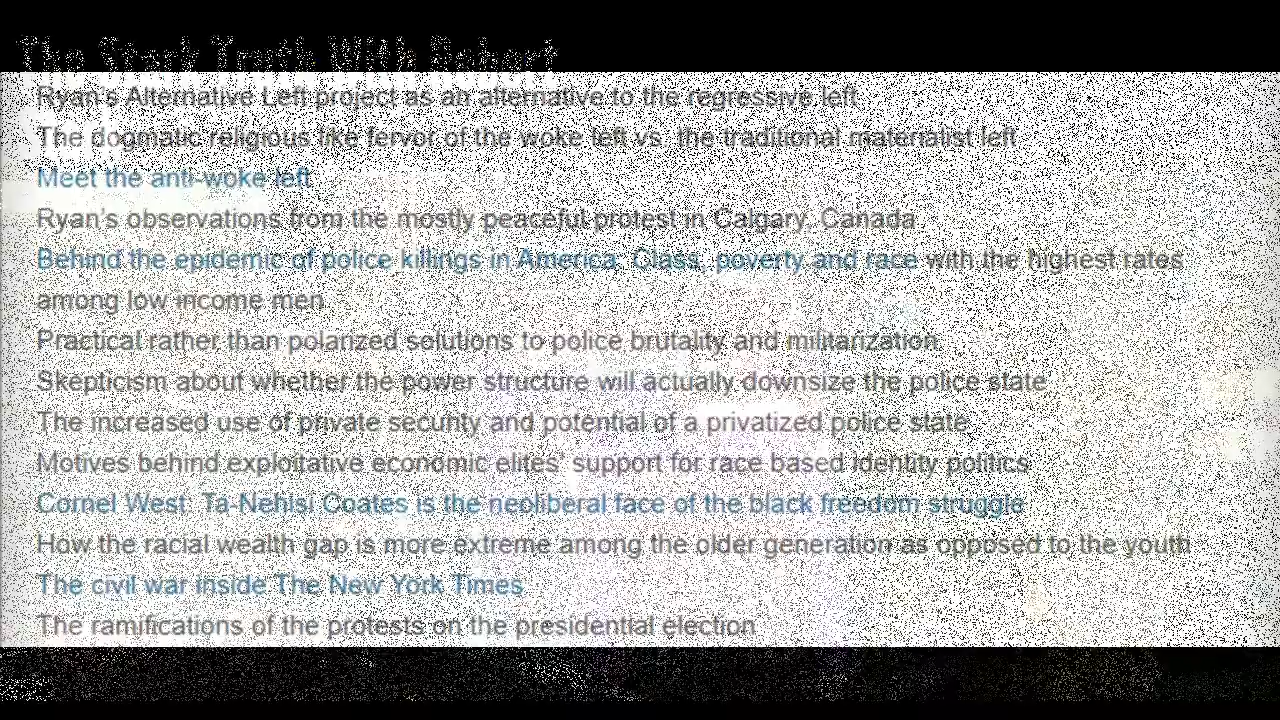 The Stark Truth With Robert
Ryan's Alternative Left project as an alternative to the regressive left
The dogmatic religious like fervor of the woke left vs. the traditional materialist left
Meet the anti-woke left
Ryan's observations from the mostly peaceful protest in Calgary, Canada
Behind the epidemic of police killings in America: Class, poverty and race with the highest rates
among low income men
Practical rather than polarized solutions to police brutality and militarization
Skepticism about whether the power structure will actually downsize the police state
The increased use of private security and potential of a privatized police state
Motives behind exploitative economic elites' support for race based identity politics
Cornel West: Ta-Nehisi Coates is the neoliberal face of the black freedom struggle
How the racial wealth gap is more extreme among the older generation as opposed to the youth
The civil war inside The New York Times
The ramifications of the protests on the presidential election